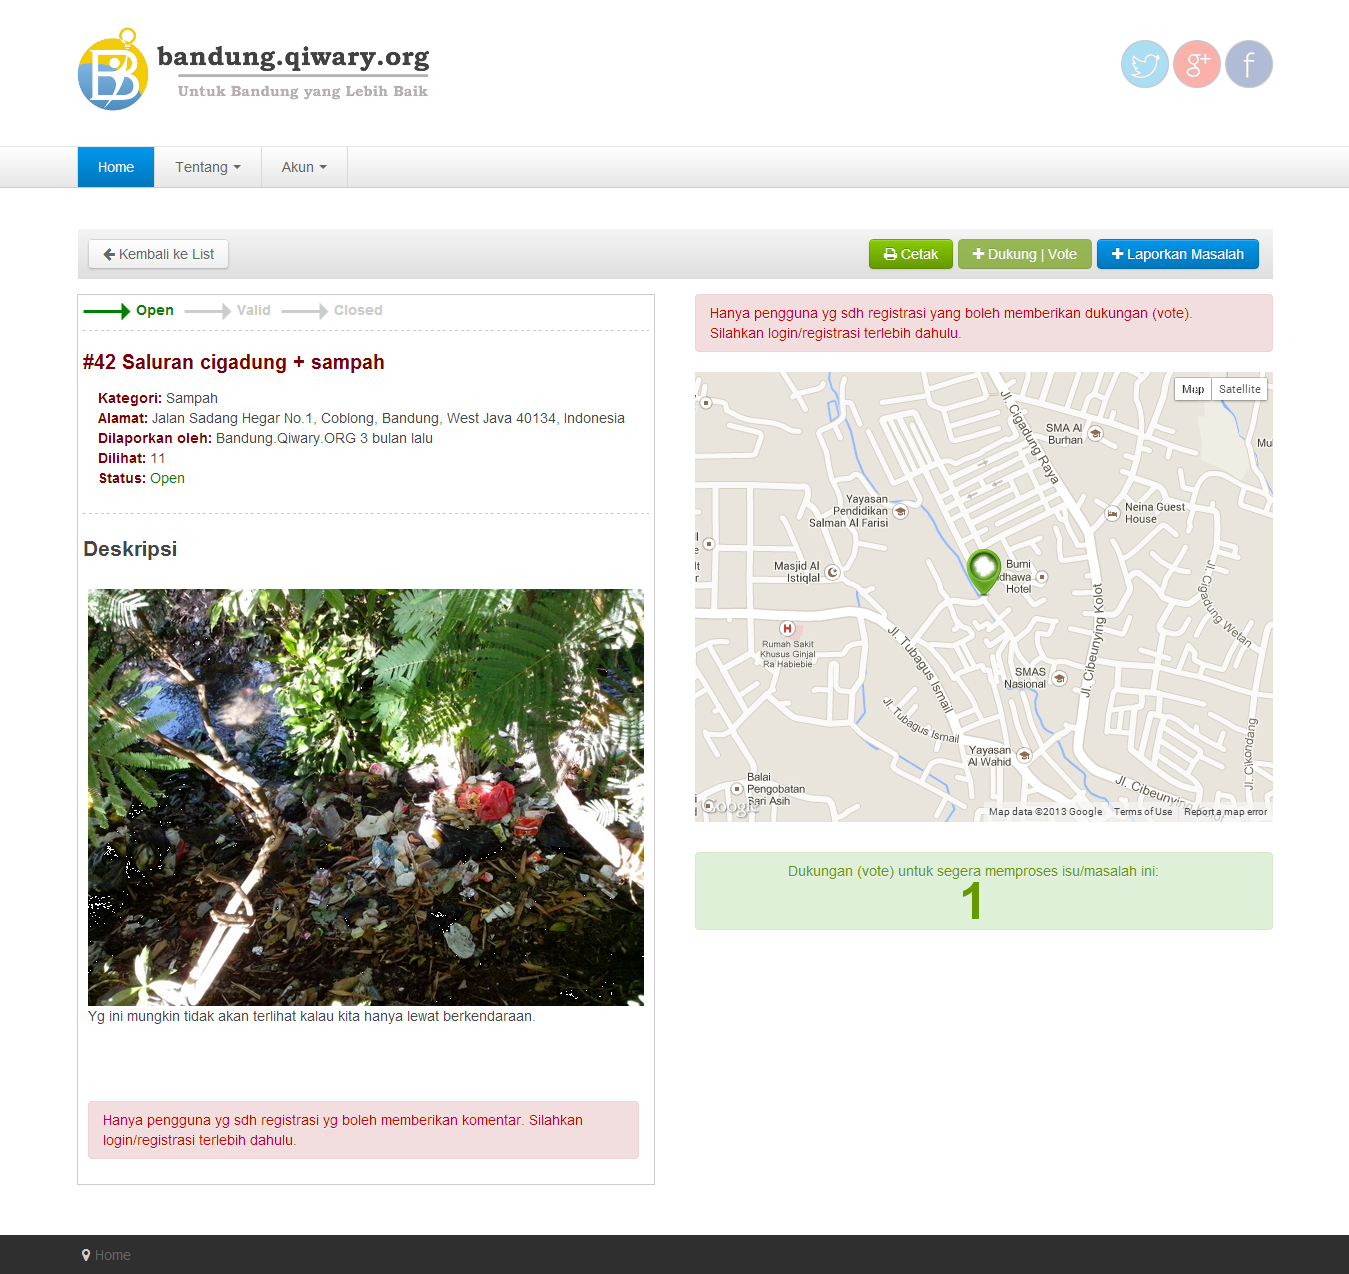 bandung.qiwary.org
Untuk Bandung yang Lebih Baik
Home
Tentang
Akun
Kembali ke List
Cetak
Dukung | Vote
Laporkan Masalah
Open
Valid
Closed
#42 Saluran cigadung + sampah
Kategori: Sampah
Alamat: Jalan Sadang Hegar No.1, Coblong, Bandung, West Java 40134, Indonesia
Dilaporkan oleh: Bandung.Qiwary.ORG 3 bulan lalu
Dilihat: 11
Status: Open
Deskripsi
Yg ini mungkin tidak akan terlihat kalau kita hanya lewat berkendaraan.
Hanya pengguna yg sdh registrasi yg boleh memberikan komentar. Silahkan
login/registrasi terlebih dahulu.
Hanya pengguna yg sdh registrasi yang boleh memberikan dukungan (vote).
Silahkan login/registrasi terlebih dahulu.
Map
Satellite
Jl. Cigadung Raya
SMA Al
Burhan
Mu
Yayasan
Pendidikan
Salman Al Farisi
Neina Guest
House
Masjid Al
Istiqlal
Bumi
dhawa
Hotel
Jl. Cigadung Wetan
Jl. Cibeunying Kolot
Rumah Sakit
Khusus Ginjal
Ra Habiebie
Jl. Tubagus Ismail
SMAS
Nasional
Jl. Tubagus Ismail
Yayasan
Al Wahid
Jl. Cikondang
Balai
Pengobatan
Sari Asih
Jl. Cibeunying
Google
Map data ©2013 Google
Terms of Use
Report a map error
Dukungan (vote) untuk segera memproses isu/masalah ini:
1
Home